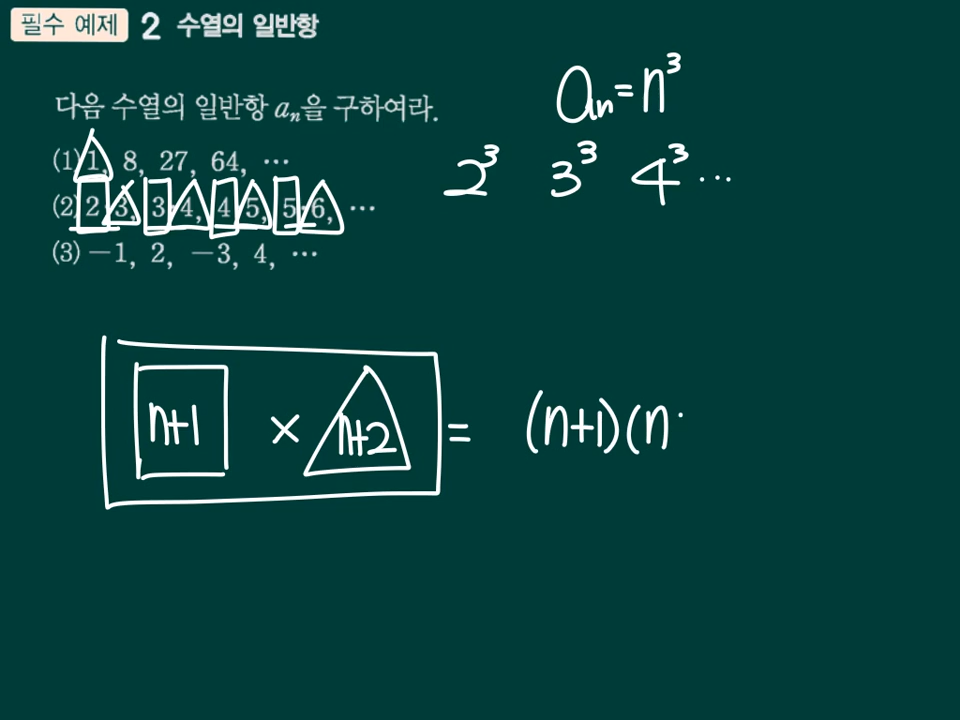 필수 예제 2 수열의 일반항
다음 수열의 일반항 aₙ을 구하여라.
aₙ=n³
(1) 1, 8, 27, 64, ⋯
2³ 3³ 4³ ⋯
(2) 2·3, 3·4, 4·5, 5·6, ⋯
(3) −1, 2, −3, 4, ⋯
n+1 × n+2 = (n+1)(n